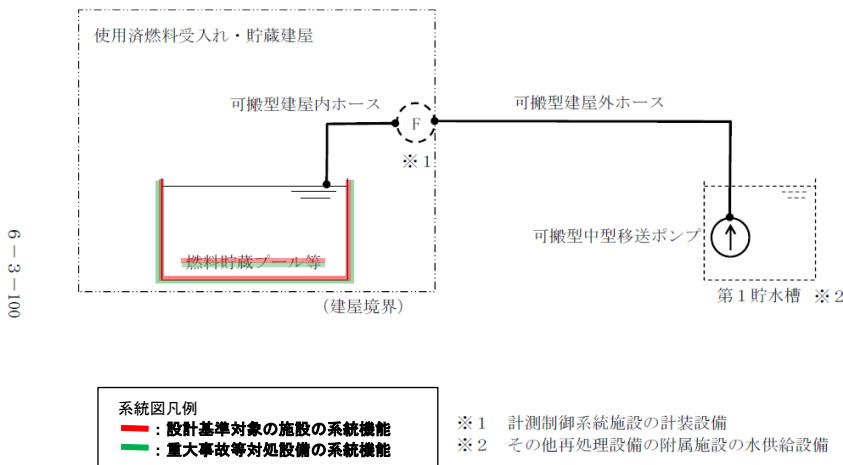 使用済燃料受入れ・貯蔵建屋
可搬型建屋内ホース
可搬型建屋外ホース
F
※1
燃料貯蔵プール等
可搬型中型移送ポンプ
第1貯水槽 ※2
(建屋境界)
6-3-100
系統図凡例
:設計基準対象の施設の系統機能
:重大事故等対処設備の系統機能
※1 計測制御系統施設の計装設備
※2 その他再処理設備の附属施設の水供給設備